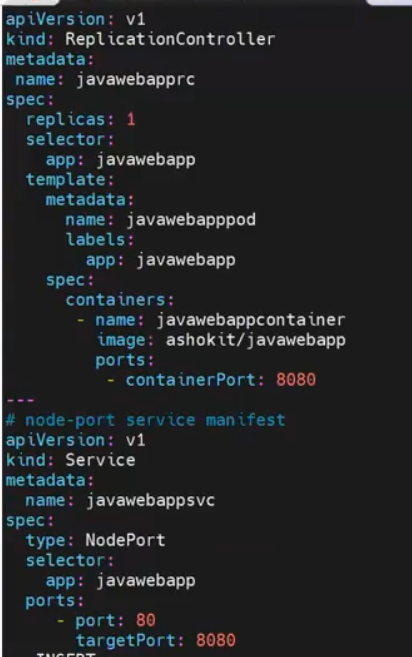 apiVersion: v1
kind: ReplicationController
metadata:
 name: javawebapprc
spec:
  replicas: 1
  selector:
    app: javawebapp
  template:
    metadata:
      name: javawebapppod
      labels:
        app: javawebapp
    spec:
      containers:
       - name: javawebappcontainer
         image: ashokit/javawebapp
         ports:
          - containerPort: 8080
---
# node-port service manifest
apiVersion: v1
kind: Service
metadata:
  name: javawebappsvc
spec:
  type: NodePort
  selector:
    app: javawebapp
  ports:
     - port: 80
       targetPort: 8080
-- INSERT --